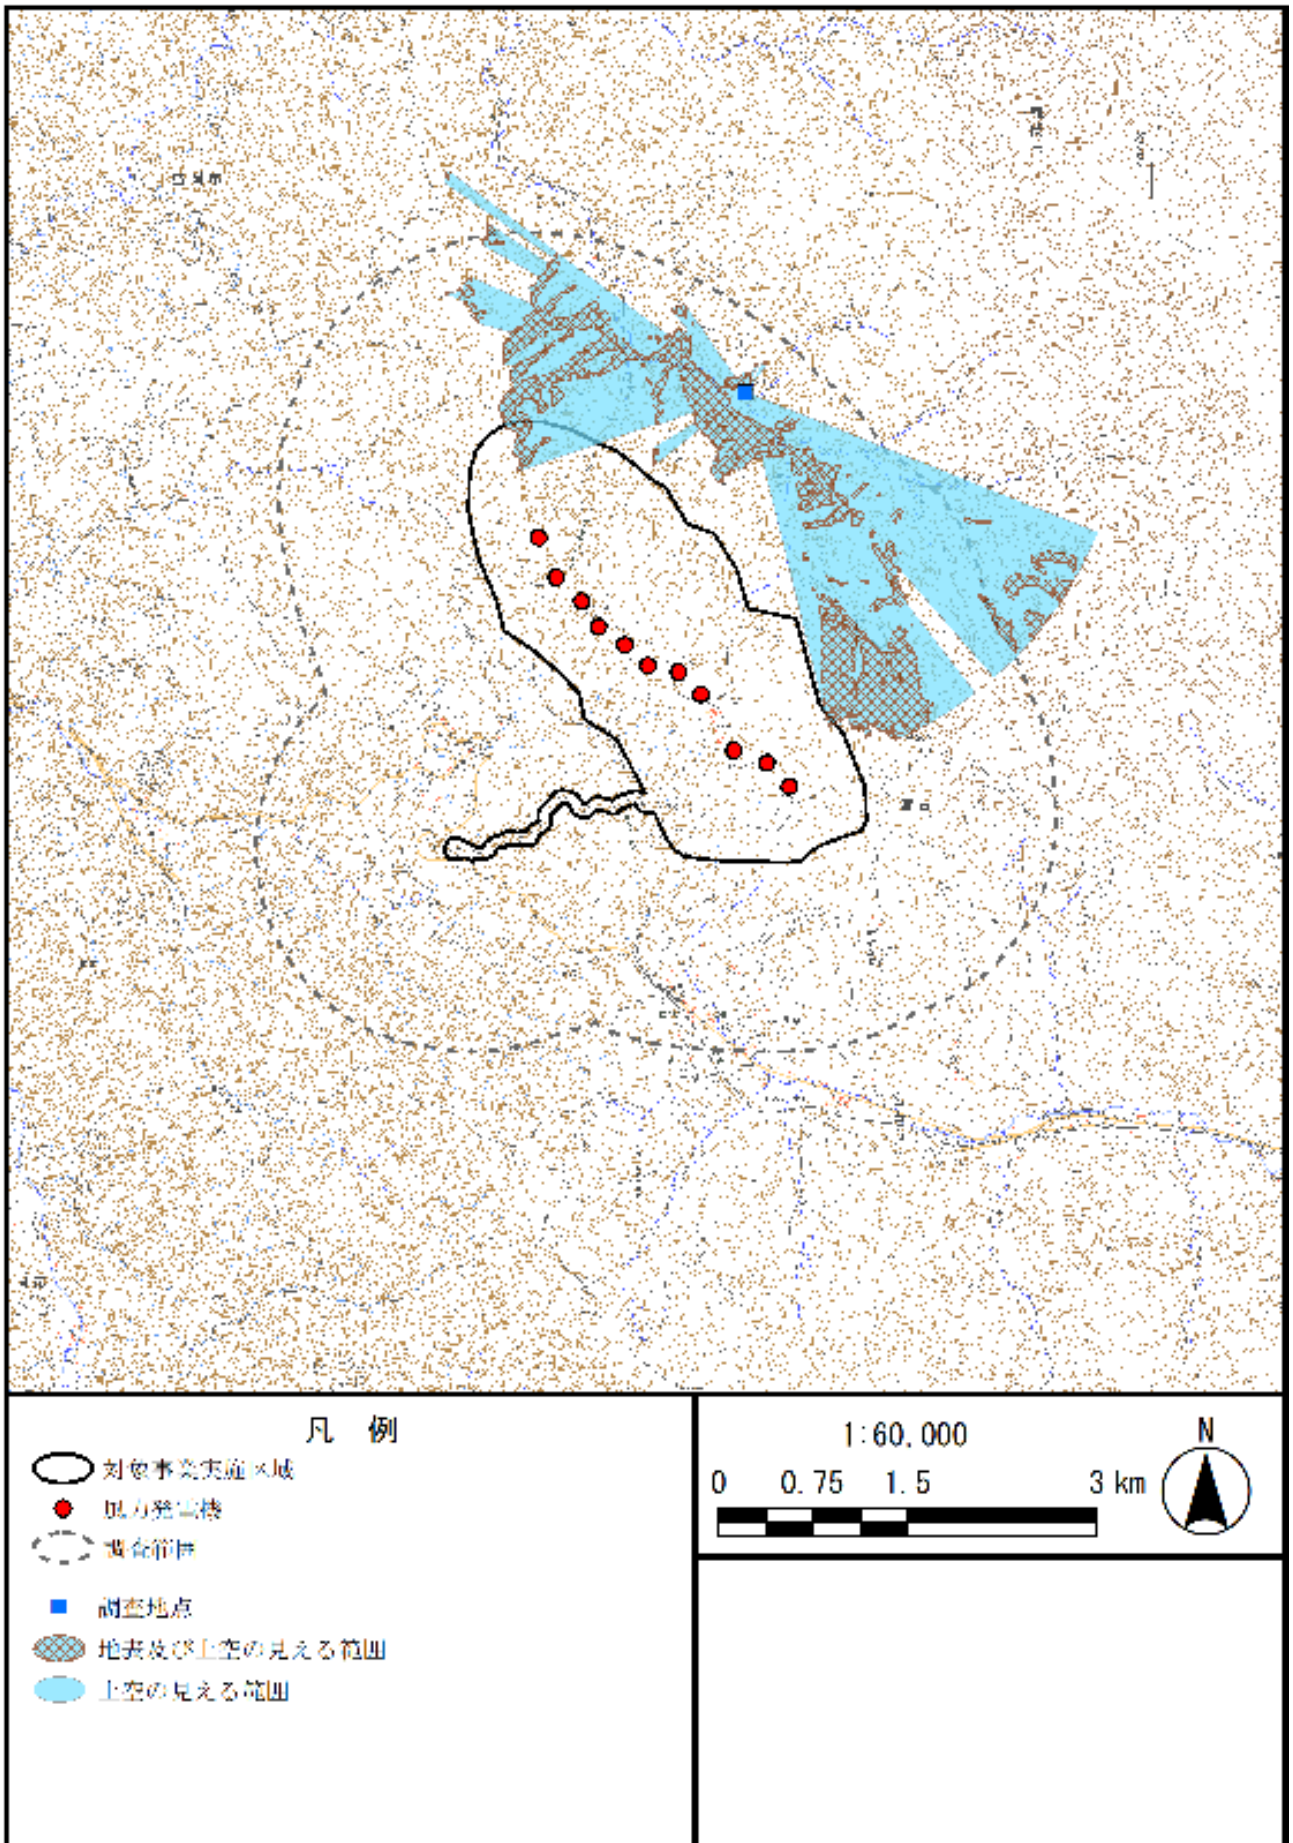 凡 例
対象事業実施区域
風力発電機
調査範囲
調査地点
地表及び上空の見える範囲
上空の見える範囲
1:60,000
0 0.75 1.5 3 km
N